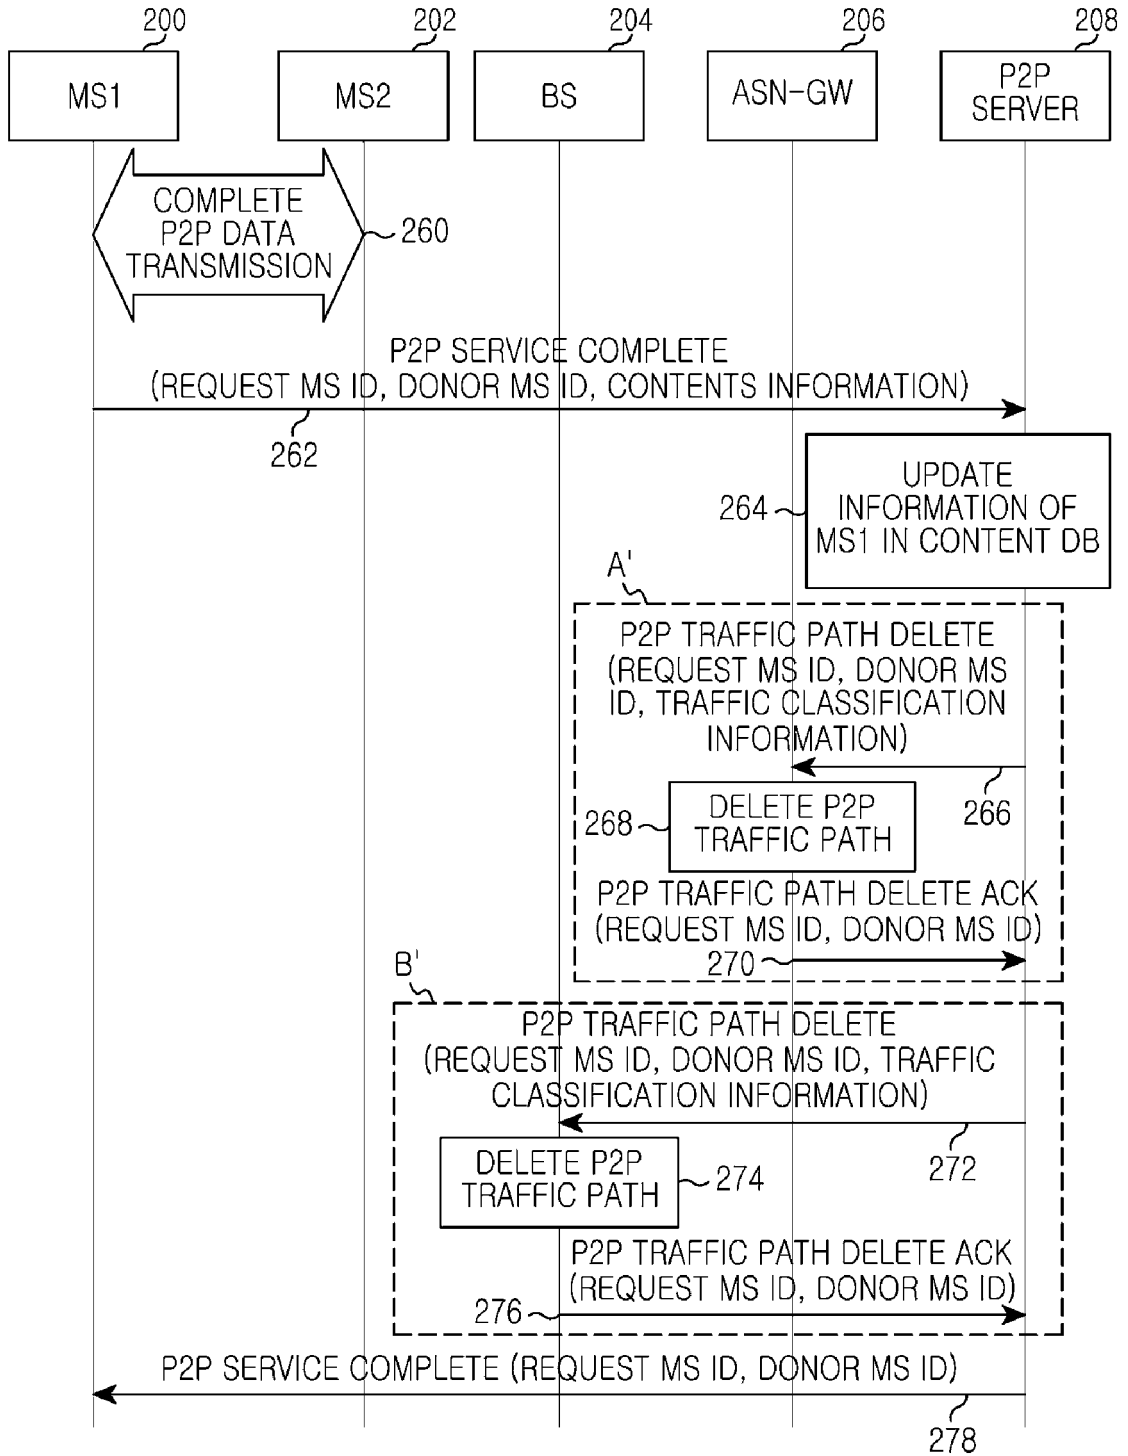 200
202
204
206
208
MS1
MS2
BS
ASN-GW
P2P
SERVER
COMPLETE
P2P DATA
TRANSMISSION
260
P2P SERVICE COMPLETE
(REQUEST MS ID, DONOR MS ID, CONTENTS INFORMATION)
262
264
UPDATE
INFORMATION OF
MS1 IN CONTENT DB
A'
P2P TRAFFIC PATH DELETE
(REQUEST MS ID, DONOR MS
ID, TRAFFIC CLASSIFICATION
INFORMATION)
266
268
DELETE P2P
TRAFFIC PATH
P2P TRAFFIC PATH DELETE ACK
(REQUEST MS ID, DONOR MS ID)
270
B'
P2P TRAFFIC PATH DELETE
(REQUEST MS ID, DONOR MS ID, TRAFFIC
CLASSIFICATION INFORMATION)
272
DELETE P2P
TRAFFIC PATH
274
P2P TRAFFIC PATH DELETE ACK
(REQUEST MS ID, DONOR MS ID)
276
P2P SERVICE COMPLETE (REQUEST MS ID, DONOR MS ID)
278